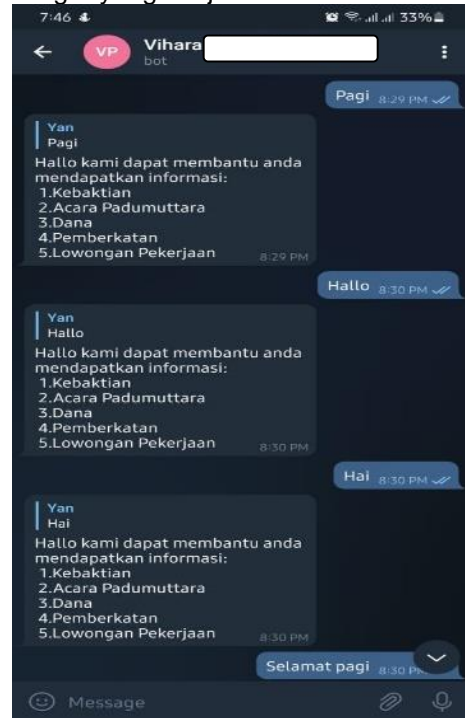 7:46
33%
VP
Vihara
bot
Pagi 8:29 PM
Yan
Pagi
Hallo kami dapat membantu anda
mendapatkan informasi:
1.Kebaktian
2.Acara Padumuttara
3.Dana
4.Pemberkatan
5.Lowongan Pekerjaan 8:29 PM
Hallo 8:30 PM
Yan
Hallo
Hallo kami dapat membantu anda
mendapatkan informasi:
1.Kebaktian
2.Acara Padumuttara
3.Dana
4.Pemberkatan
5.Lowongan Pekerjaan 8:30 PM
Hai 8:30 PM
Yan
Hai
Hallo kami dapat membantu anda
mendapatkan informasi:
1.Kebaktian
2.Acara Padumuttara
3.Dana
4.Pemberkatan
5.Lowongan Pekerjaan 8:30 PM
Selamat pagi 8:30
Message